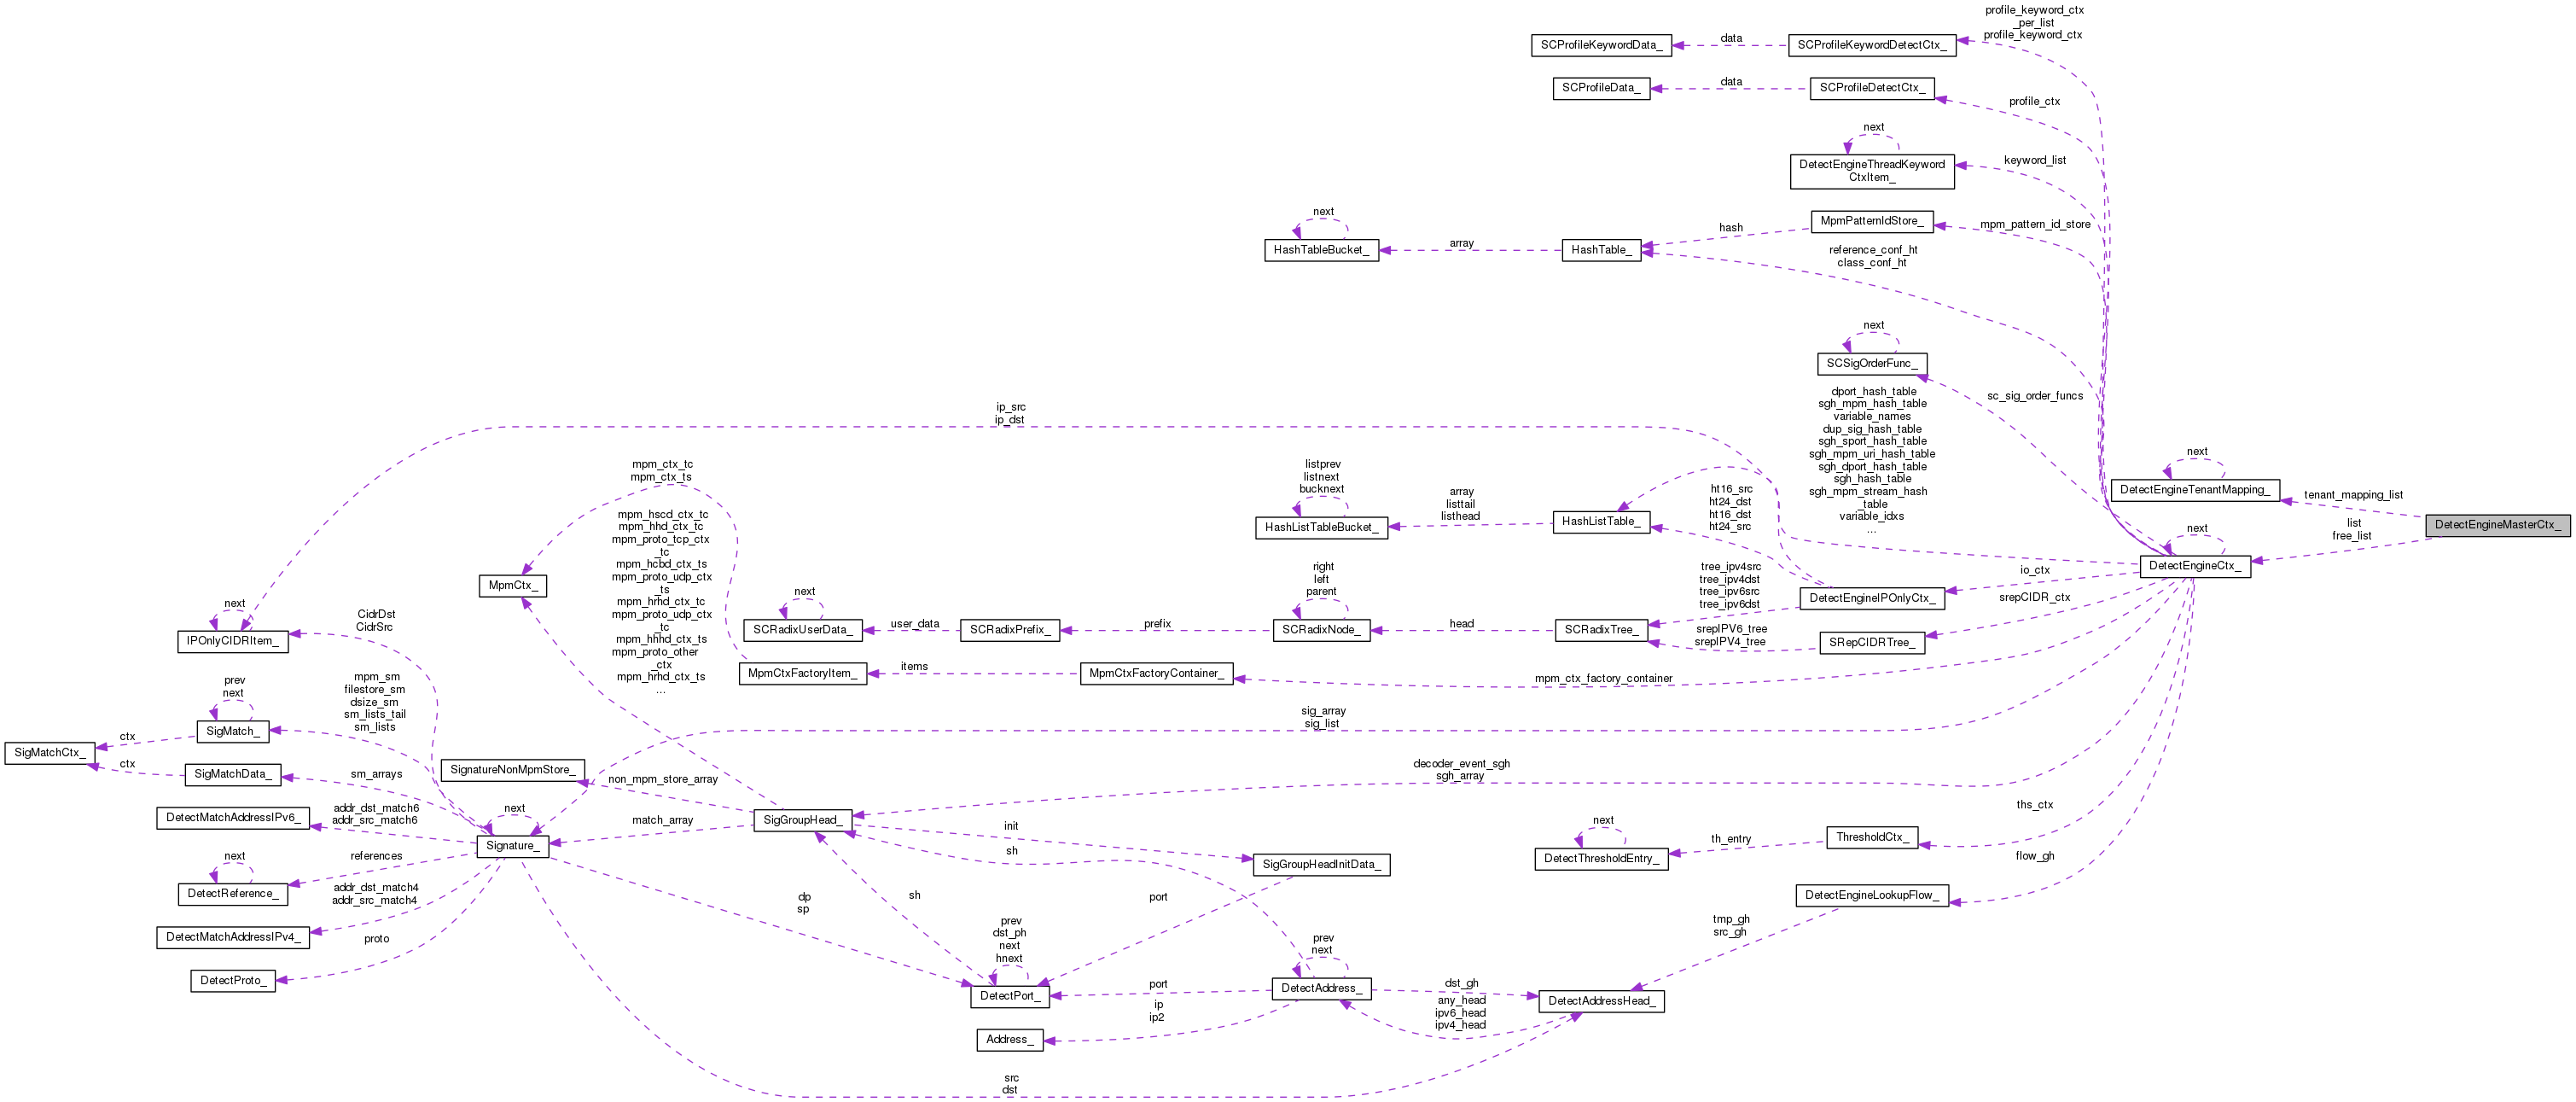 profile_keyword_ctx
_per_list
profile_keyword_ctx
SCProfileKeywordData_
data
SCProfileKeywordDetectCtx_
SCProfileData_
data
SCProfileDetectCtx_
profile_ctx
next
DetectEngineThreadKeyword
CtxItem_
keyword_list
next
HashTableBucket_
array
HashTable_
hash
MpmPatternIdStore_
mpm_pattern_id_store
reference_conf_ht
class_conf_ht
next
SCSigOrderFunc_
sc_sig_order_funcs
dport_hash_table
sgh_mpm_hash_table
variable_names
dup_sig_hash_table
sgh_sport_hash_table
sgh_mpm_uri_hash_table
sgh_dport_hash_table
sgh_hash_table
sgh_mpm_stream_hash
_table
variable_idxs
...
ip_src
ip_dst
next
DetectEngineTenantMapping_
tenant_mapping_list
DetectEngineMasterCtx_
list
free_list
next
DetectEngineCtx_
mpm_ctx_tc
mpm_ctx_ts
listprev
listnext
bucknext
HashListTableBucket_
array
listtail
listhead
HashListTable_
ht16_src
ht24_dst
ht16_dst
ht24_src
mpm_hscd_ctx_tc
mpm_hhd_ctx_tc
mpm_proto_tcp_ctx
_tc
mpm_hcbd_ctx_ts
mpm_proto_udp_ctx
_ts
mpm_hrhd_ctx_tc
mpm_proto_udp_ctx
_tc
mpm_hhhd_ctx_ts
mpm_proto_other
_ctx
mpm_hrhd_ctx_ts
...
MpmCtx_
next
SCRadixUserData_
user_data
SCRadixPrefix_
prefix
right
left
parent
SCRadixNode_
head
SCRadixTree_
tree_ipv4src
tree_ipv4dst
tree_ipv6src
tree_ipv6dst
DetectEngineIPOnlyCtx_
io_ctx
srepCIDR_ctx
srepIPV6_tree
srepIPV4_tree
SRepCIDRTree_
next
IPOnlyCIDRItem_
CidrDst
CidrSrc
MpmCtxFactoryItem_
items
MpmCtxFactoryContainer_
mpm_ctx_factory_container
prev
next
SigMatch_
mpm_sm
filestore_sm
dsize_sm
sm_lists_tail
sm_lists
sig_array
sig_list
SigMatchCtx_
ctx
ctx
SigMatchData_
sm_arrays
SignatureNonMpmStore_
non_mpm_store_array
decoder_event_sgh
sgh_array
DetectMatchAddressIPv6_
addr_dst_match6
addr_src_match6
next
Signature_
match_array
SigGroupHead_
init
sh
SigGroupHeadInitData_
next
DetectThresholdEntry_
th_entry
ThresholdCtx_
ths_ctx
flow_gh
next
DetectReference_
references
DetectMatchAddressIPv4_
addr_dst_match4
addr_src_match4
DetectProto_
proto
dp
sp
sh
port
prev
dst_ph
next
hnext
DetectPort_
port
ip
ip2
Address_
prev
next
DetectAddress_
dst_gh
any_head
ipv6_head
ipv4_head
DetectAddressHead_
tmp_gh
src_gh
DetectEngineLookupFlow_
src
dst